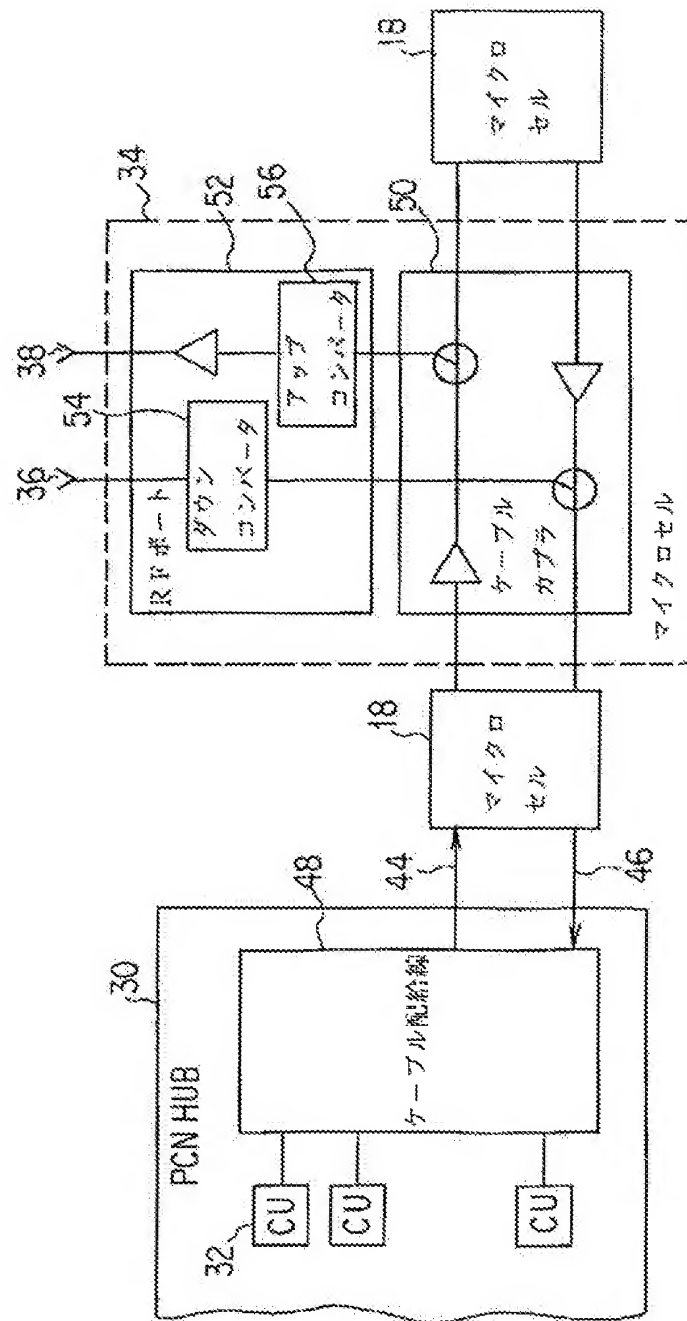 30
PCN HUB
32
CU
CU
CU
48
ケーブル配給線
44
46
18
マイクロ
セル
34
36
38
54
52
RFポート
ダウン
コンバータ
56
アップ
コンバータ
50
ケーブル
カプラ
マイクロセル
18
マイクロ
セル